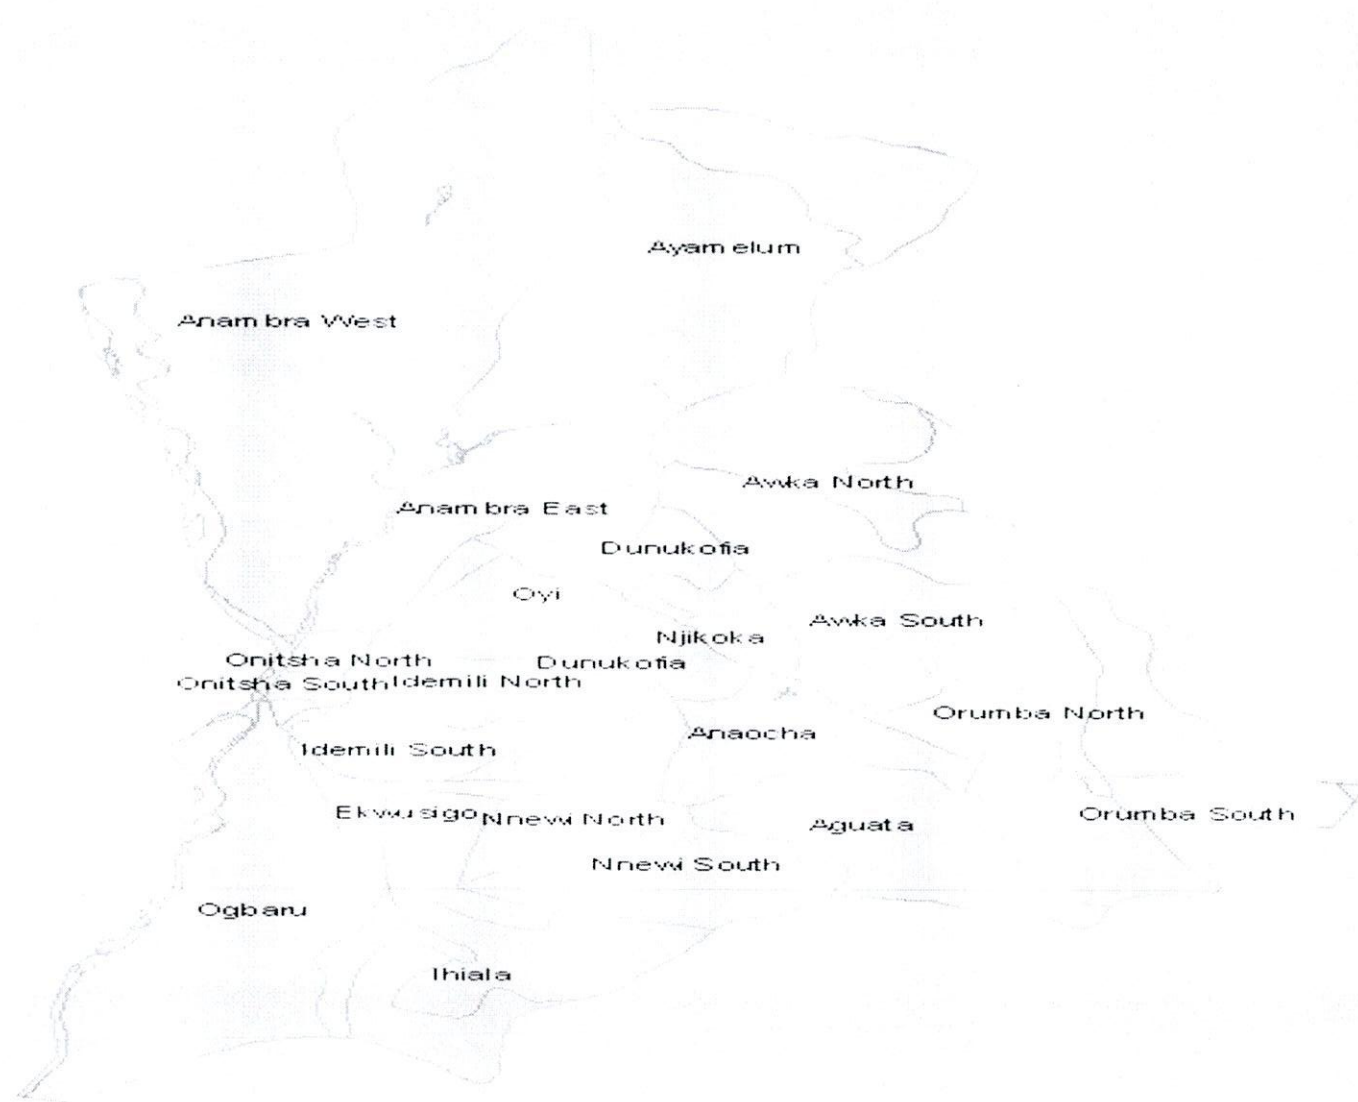 Ayamelum
Anambra West
Awka North
Anambra East
Dunukofia
Oyi
Awka South
Njikoka
Onitsha North
Dunukofia
Onitsha South
Idemili North
Orumba North
Anaocha
Idemili South
Ekwusigo
Nnewi North
Orumba South
Aguata
Nnewi South
Ogbaru
Ihiala